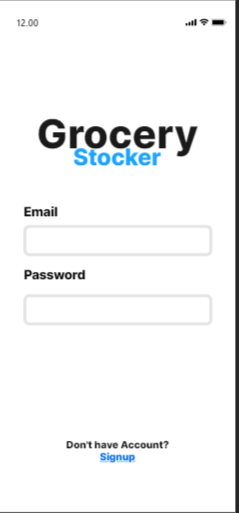 12.00
Grocery
Stocker
Email
Password
Don't have Account?
Signup